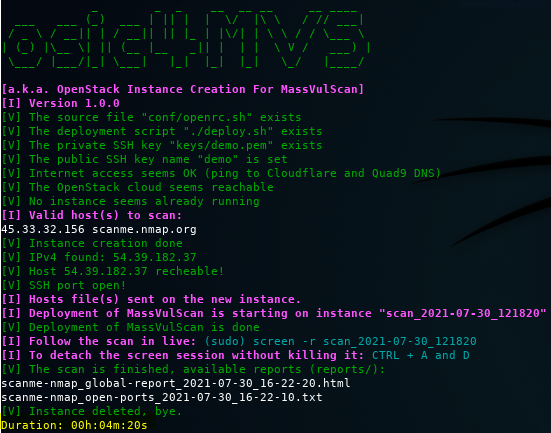 [a.k.a. OpenStack Instance Creation For MassVulScan]
[I] Version 1.0.0
[V] The source file "conf/openrc.sh" exists
[V] The deployment script "./deploy.sh" exists
[V] The private SSH key "keys/demo.pem" exists
[V] The public SSH key name "demo" is set
[V] Internet access seems OK (ping to Cloudflare and Quad9 DNS)
[V] The OpenStack cloud seems reachable
[V] No instance seems already running
[I] Valid host(s) to scan:
45.33.32.156 scanme.nmap.org
[V] Instance creation done
[V] IPv4 found: 54.39.182.37
[V] Host 54.39.182.37 recheable!
[V] SSH port open!
[I] Hosts file(s) sent on the new instance.
[I] Deployment of MassVulScan is starting on instance "scan_2021-07-30_121820"
[V] Deployment of MassVulScan is done
[I] Follow the scan in live: (sudo) screen -r scan_2021-07-30_121820
[I] To detach the screen session without killing it: CTRL + A and D
[V] The scan is finished, available reports (reports/):
scanme-nmap_global-report_2021-07-30_16-22-20.html
scanme-nmap_open-ports_2021-07-30_16-22-10.txt
[V] Instance deleted, bye.
Duration: 00h:04m:20s